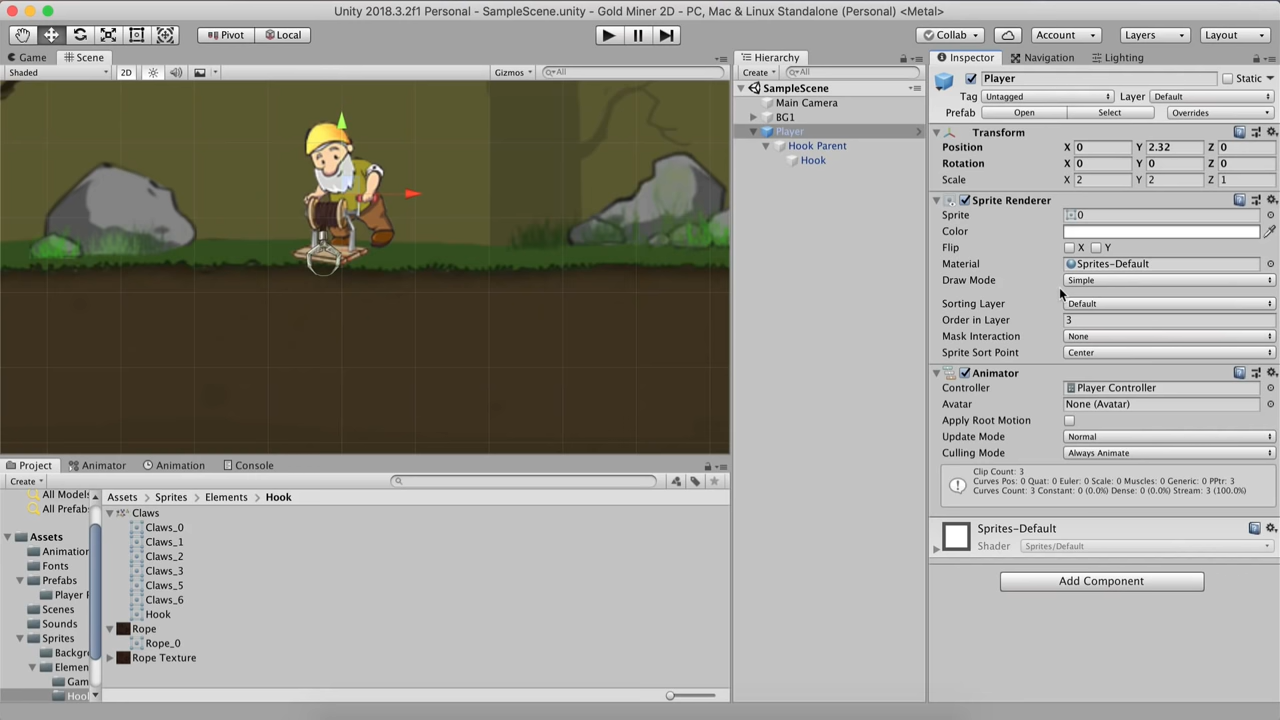 Unity 2018.3.2f1 Personal - SampleScene.unity - Gold Miner 2D - PC, Mac & Linux Standalone (Personal) <Metal>
Pivot Local Collab Account Layers Layout
Game Scene
Shaded 2D Gizmos All
Hierarchy
Create All
SampleScene
Main Camera
BG1
Player
Hook Parent
Hook
Inspector Navigation Lighting
Player Static
Tag Untagged Layer Default
Prefab Open Select Overrides
Transform
Position X 0 Y 2.32 Z 0
Rotation X 0 Y 0 Z 0
Scale X 2 Y 2 Z 1
Sprite Renderer
Sprite 0
Color
Flip X Y
Material Sprites-Default
Draw Mode Simple
Sorting Layer Default
Order in Layer 3
Mask Interaction None
Sprite Sort Point Center
Animator
Controller Player Controller
Avatar None (Avatar)
Apply Root Motion
Update Mode Normal
Culling Mode Always Animate
Clip Count: 3
Curves Pos: 0 Quat: 0 Euler: 0 Scale: 0 Muscles: 0 Generic: 0 PPtr: 3
Curves Count: 3 Constant: 0 (0.0%) Dense: 0 (0.0%) Stream: 3 (100.0%)
Sprites-Default
Shader Sprites/Default
Add Component
Project Animator Animation Console
Create
All Models
All Prefabs
Assets
Animation
Fonts
Prefabs
Player P
Scenes
Sounds
Sprites
Backgr
Elemen
Gam
Hook
Assets Sprites Elements Hook
Claws
Claws_0
Claws_1
Claws_2
Claws_3
Claws_5
Claws_6
Hook
Rope
Rope_0
Rope Texture